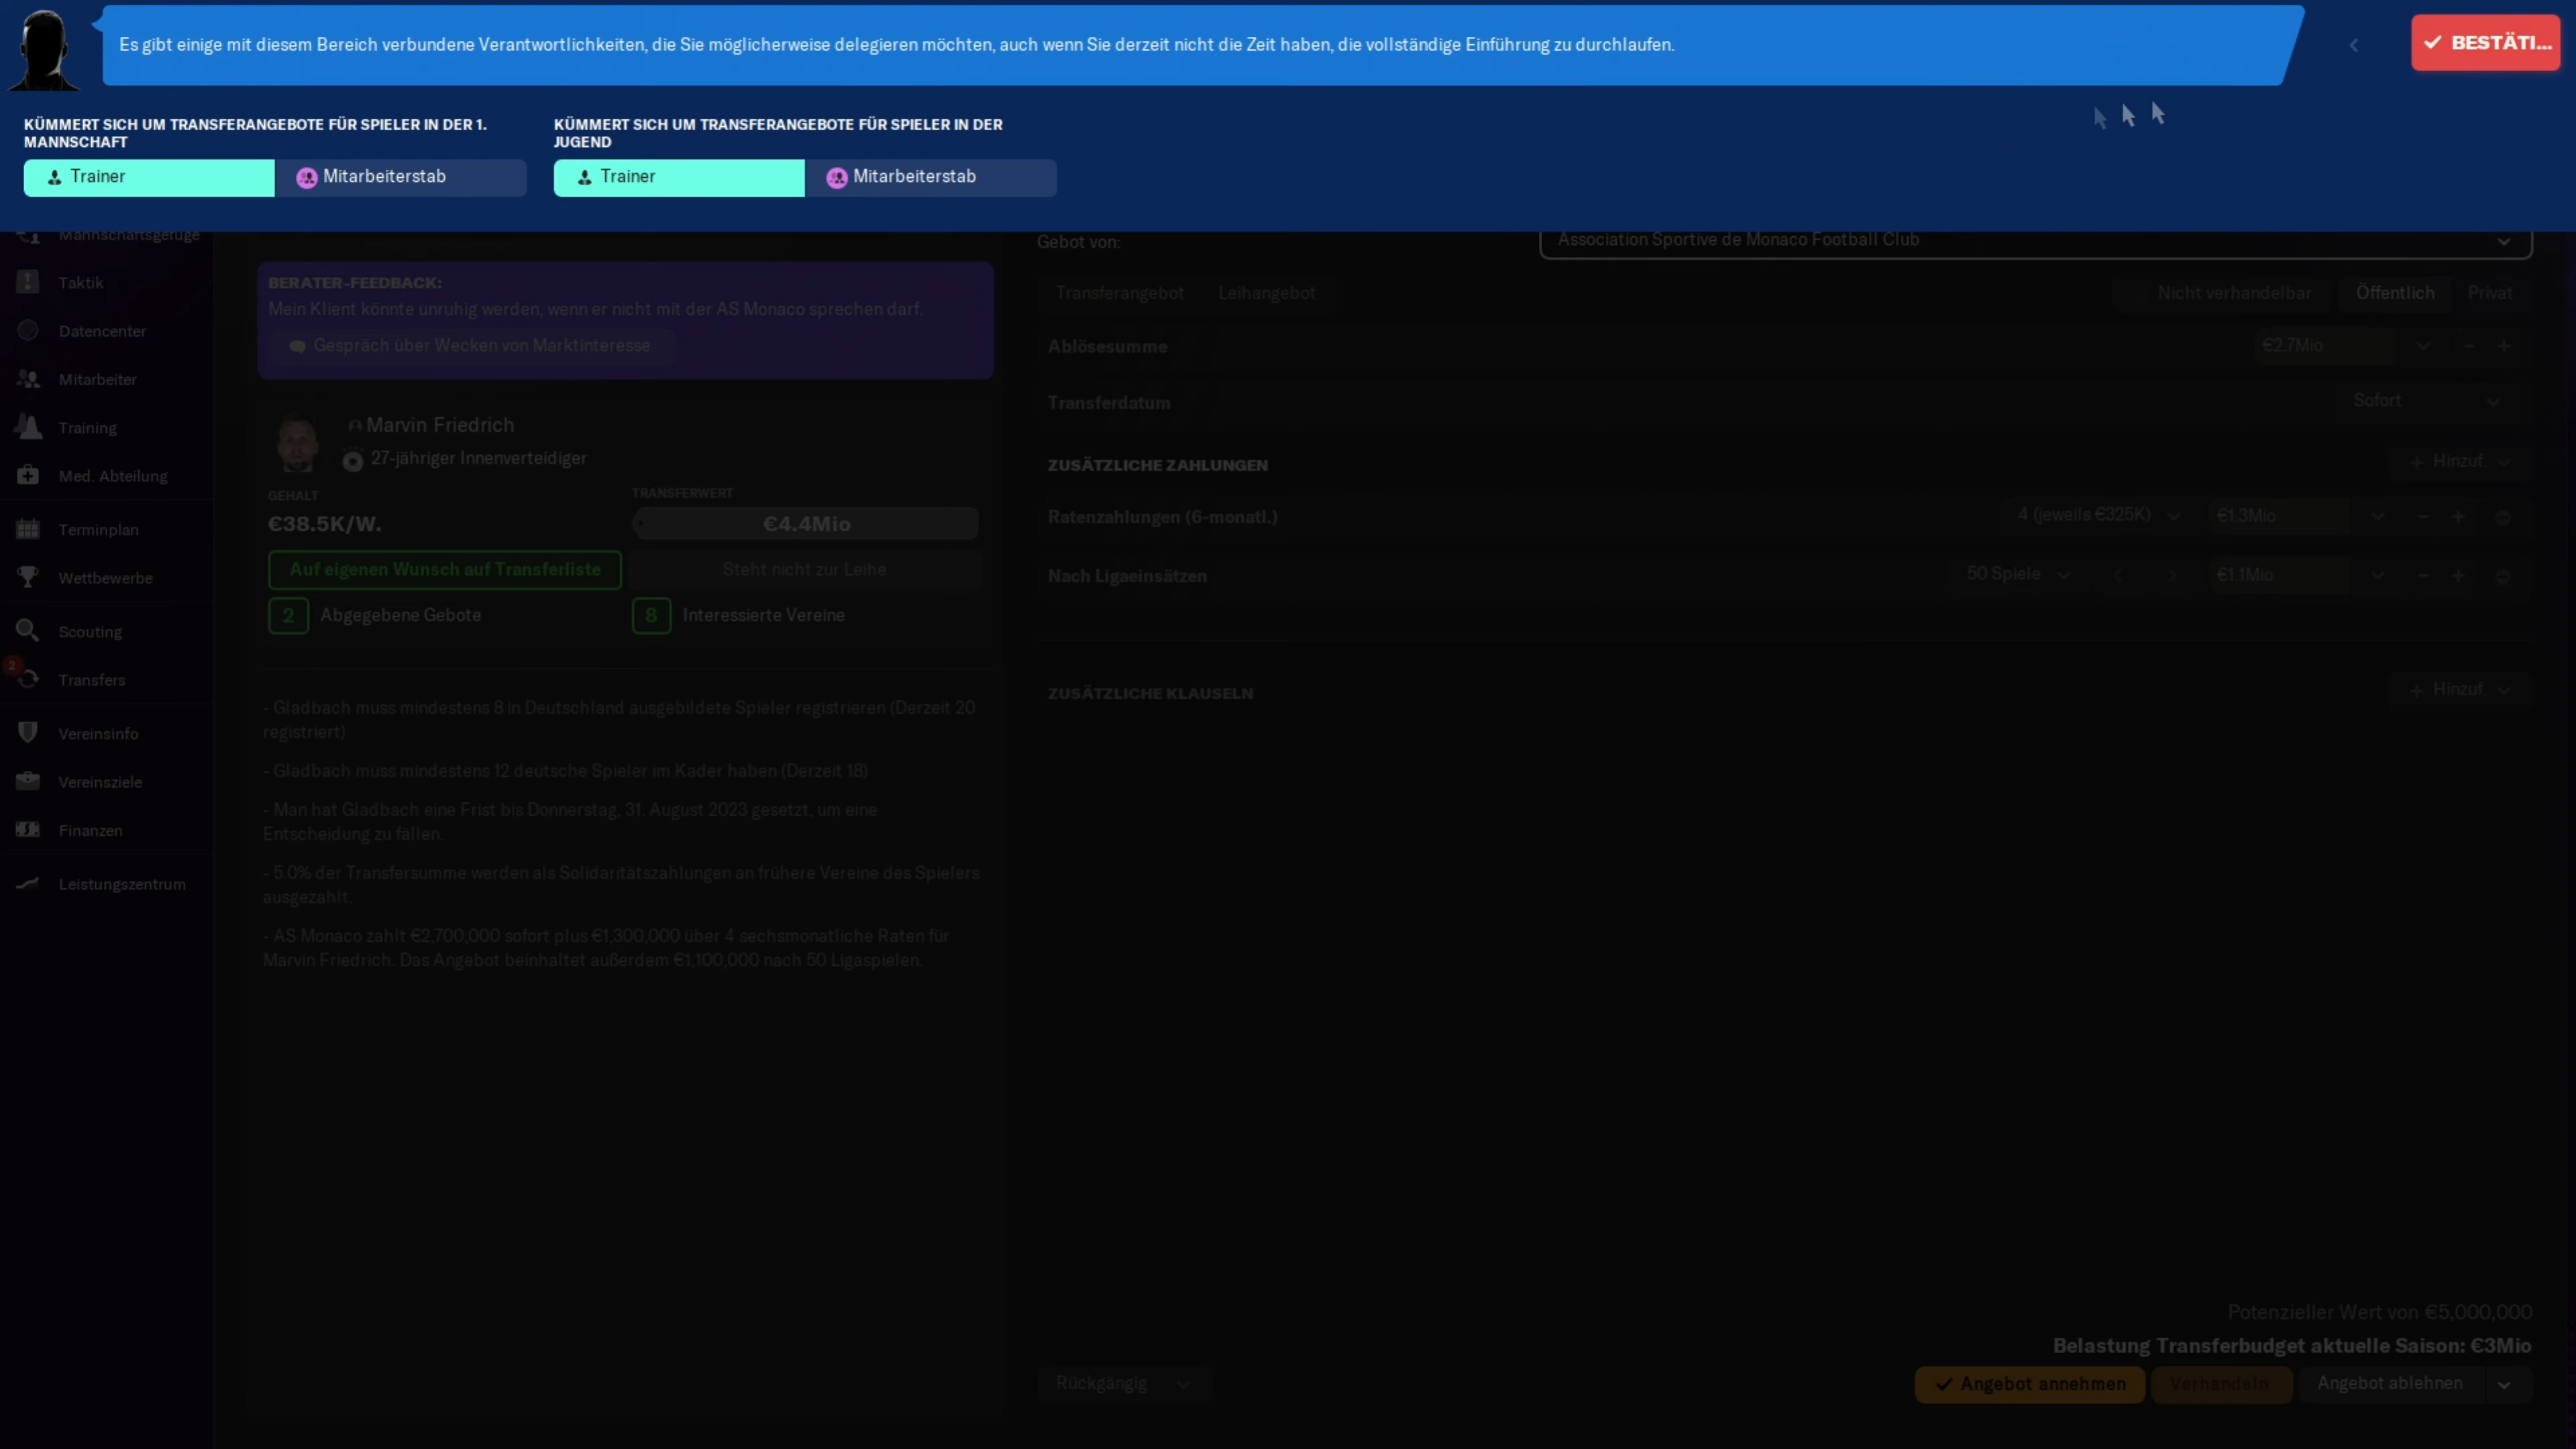 Es gibt einige mit diesem Bereich verbundene Verantwortlichkeiten, die Sie möglicherweise delegieren möchten, auch wenn Sie derzeit nicht die Zeit haben, die vollständige Einführung zu durchlaufen.
BESTÄTI...
KÜMMERT SICH UM TRANSFERANGEBOTE FÜR SPIELER IN DER 1.
MANNSCHAFT
Trainer
Mitarbeiterstab
KÜMMERT SICH UM TRANSFERANGEBOTE FÜR SPIELER IN DER
JUGEND
Trainer
Mitarbeiterstab
Mannschaftsgefüge
Taktik
Datencenter
Mitarbeiter
Training
Med. Abteilung
Terminplan
Wettbewerbe
Scouting
2
Transfers
Vereinsinfo
Vereinsziele
Finanzen
Leistungszentrum
BERATER-FEEDBACK:
Mein Klient könnte unruhig werden, wenn er nicht mit der AS Monaco sprechen darf.
Gespräch über Wecken von Marktinteresse
Marvin Friedrich
27-jähriger Innenverteidiger
GEHALT
€38.5K/W.
TRANSFERWERT
€4.4Mio
Auf eigenen Wunsch auf Transferliste
Steht nicht zur Leihe
2 Abgegebene Gebote
8 Interessierte Vereine
- Gladbach muss mindestens 8 in Deutschland ausgebildete Spieler registrieren (Derzeit 20
registriert)
- Gladbach muss mindestens 12 deutsche Spieler im Kader haben (Derzeit 18)
- Man hat Gladbach eine Frist bis Donnerstag, 31. August 2023 gesetzt, um eine
Entscheidung zu fällen.
- 5.0% der Transfersumme werden als Solidaritätszahlungen an frühere Vereine des Spielers
ausgezahlt.
- AS Monaco zahlt €2,700,000 sofort plus €1,300,000 über 4 sechsmonatliche Raten für
Marvin Friedrich. Das Angebot beinhaltet außerdem €1,100,000 nach 50 Ligaspielen.
Gebot von:
Association Sportive de Monaco Football Club
Transferangebot
Leihangebot
Nicht verhandelbar
Öffentlich
Privat
Ablösesumme
€2.7Mio
Transferdatum
Sofort
ZUSÄTZLICHE ZAHLUNGEN
Hinzuf.
Ratenzahlungen (6-monatl.)
4 (jeweils €325K)
€1.3Mio
Nach Ligaeinsätzen
50 Spiele
€1.1Mio
ZUSÄTZLICHE KLAUSELN
Hinzuf.
Potenzieller Wert von €5,000,000
Belastung Transferbudget aktuelle Saison: €3Mio
Rückgängig
Angebot annehmen
Verhandeln
Angebot ablehnen